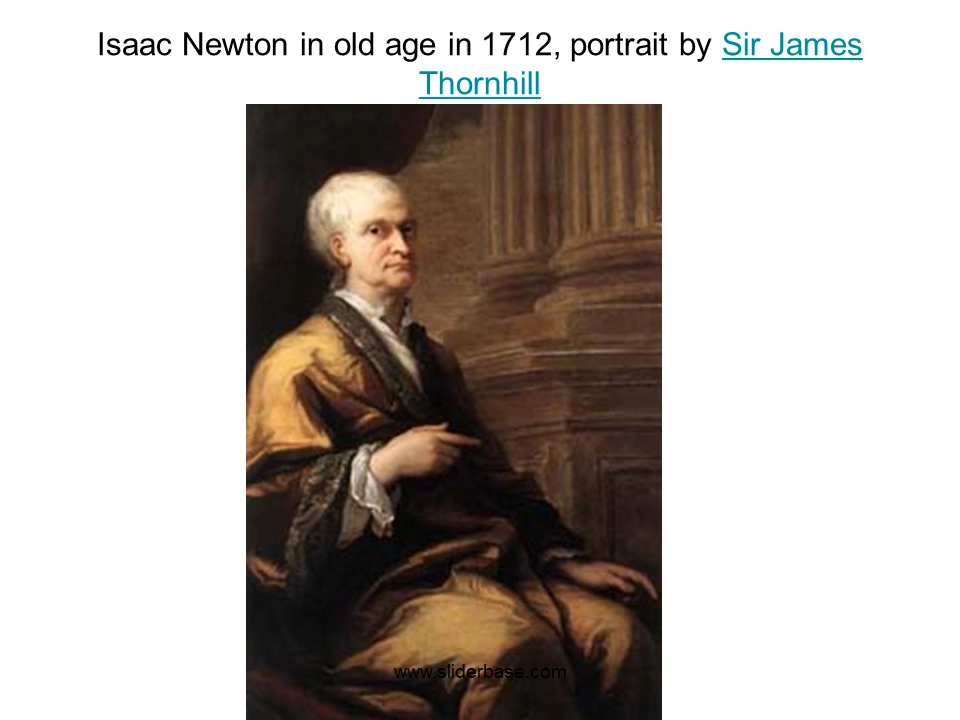 Isaac Newton in old age in 1712, portrait by Sir James
Thornhill
www.sliderbase.com